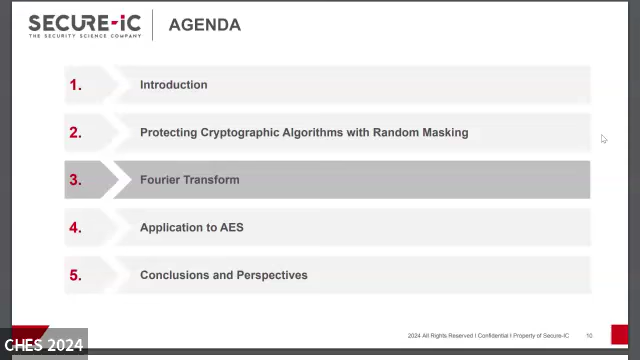 SECURE-IC
THE SECURITY SCIENCE COMPANY
AGENDA
1. Introduction
2. Protecting Cryptographic Algorithms with Random Masking
3. Fourier Transform
4. Application to AES
5. Conclusions and Perspectives
2024 All Rights Reserved I Confidential I Property of Secure-IC 10
CHES 2024